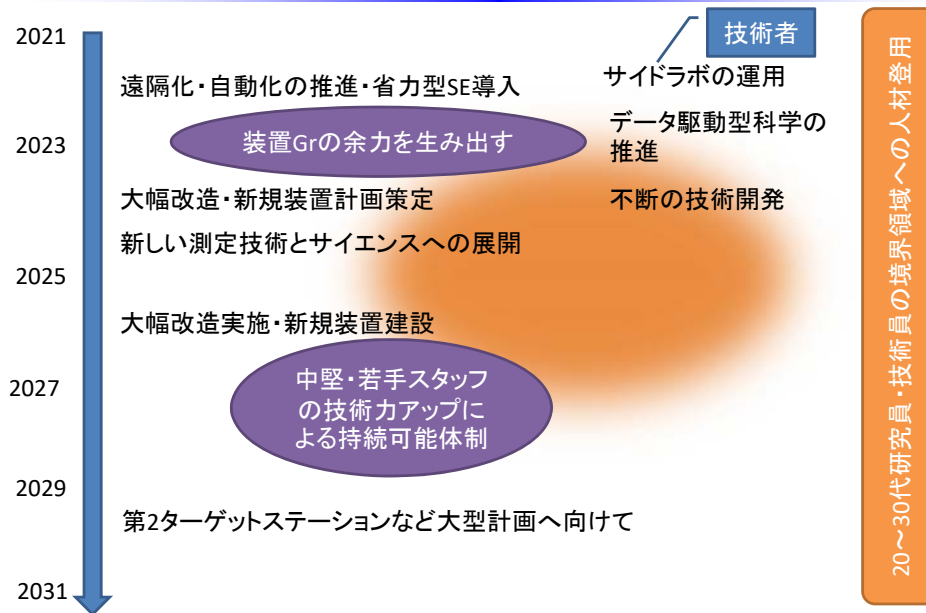 2021
技術者
サイドラボの運用
遠隔化・自動化の推進・省力型SE導入
データ駆動型科学の
推進
2023
装置Grの余力を生み出す
大幅改造・新規装置計画策定
不断の技術開発
新しい測定技術とサイエンスへの展開
2025
大幅改造実施・新規装置建設
2027
中堅・若手スタッフ
の技術力アップに
よる持続可能体制
2029
第2ターゲットステーションなど大型計画へ向けて
2031
20～30代研究員・技術員の境界領域への人材登用